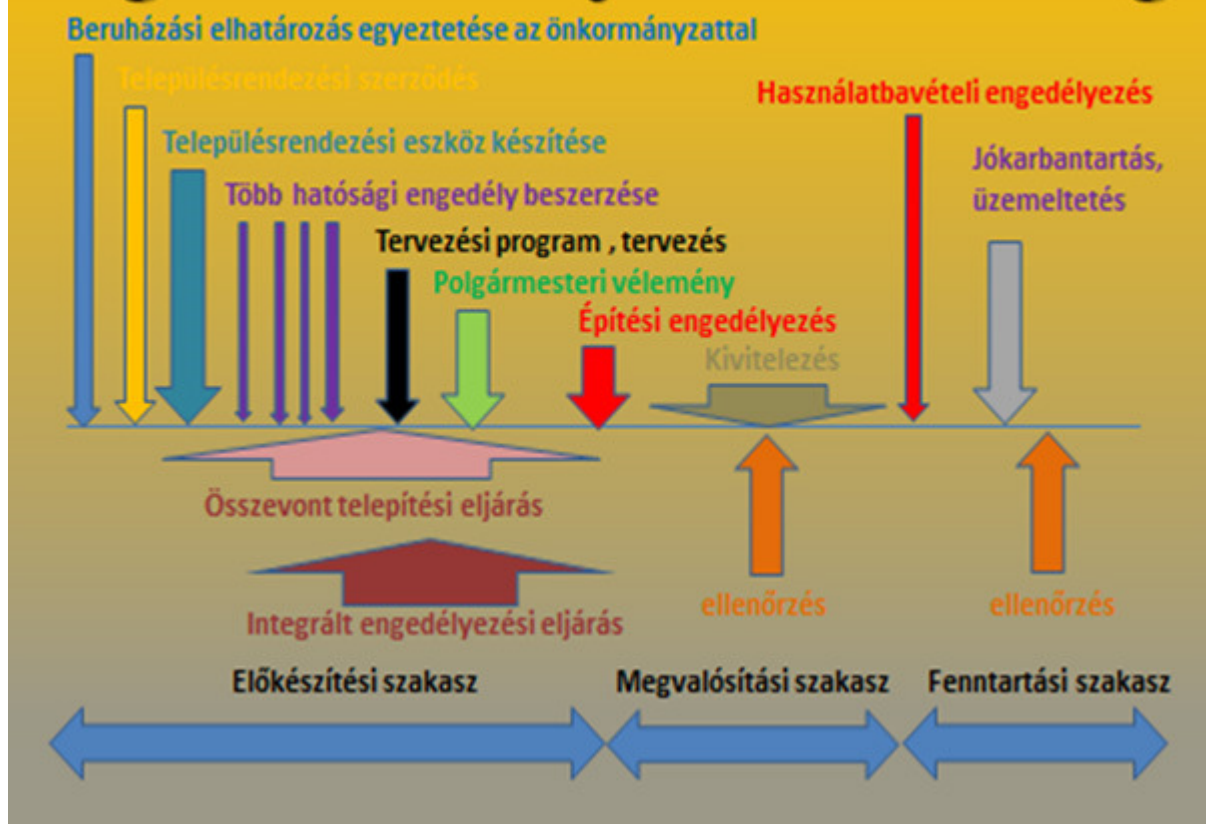 Beruházási elhatározás egyeztetése az önkormányzattal
Településrendezési szerződés
Használatbavételi engedélyezés
Településrendezési eszköz készítése
Jókarbantartás,
üzemeltetés
Több hatósági engedély beszerzése
Tervezési program , tervezés
Polgármesteri vélemény
Építési engedélyezés
Kivitelezés
Összevont telepítési eljárás
ellenőrzés
ellenőrzés
Integrált engedélyezési eljárás
Előkészítési szakasz
Megvalósítási szakasz
Fenntartási szakasz